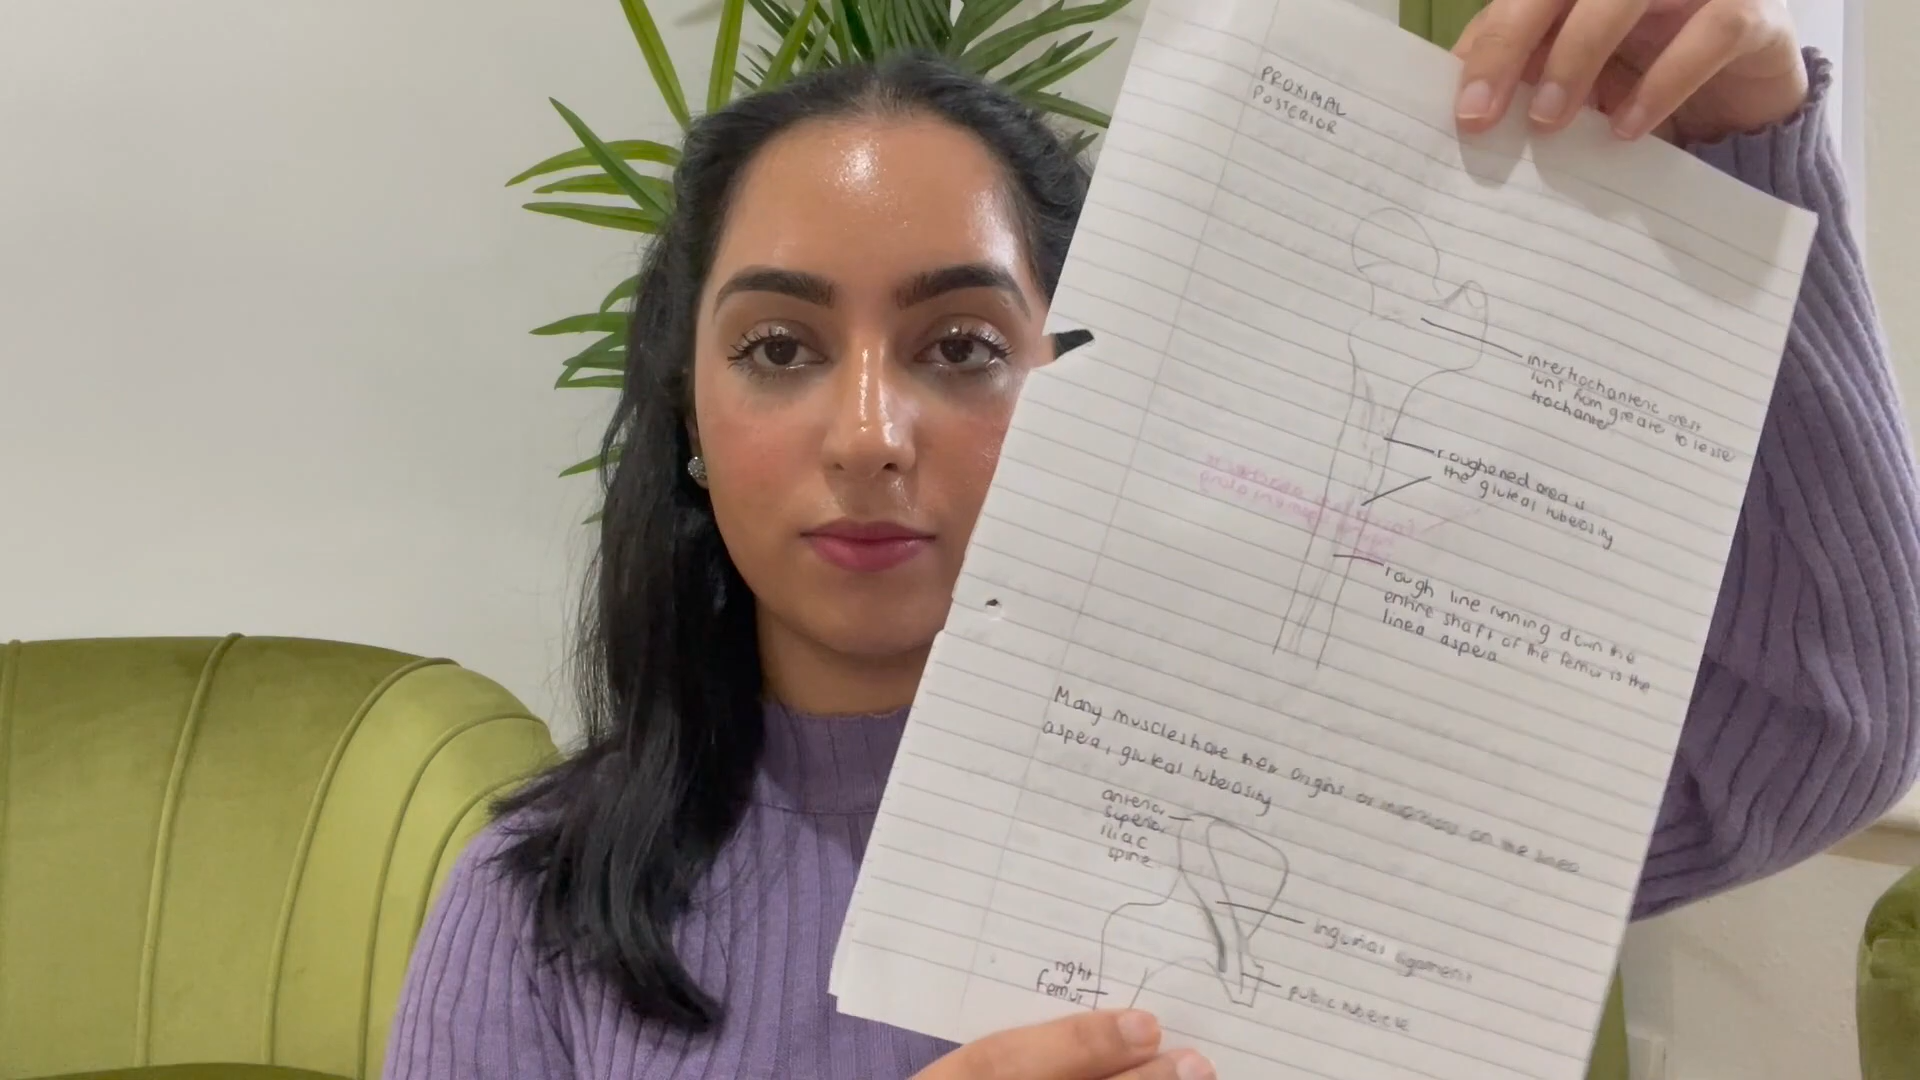 PROXIMAL
POSTERIOR
intertrochanteric crest
runs from greater to lesse
trochanter
roughened area is
the gluteal tuberosity
rough line running down the
entire shaft of the femur is the
linea aspera
Many muscles have their origins or insertions on the linea
aspera, gluteal tuberosity
anterior
superior
iliac
spine
inguinal ligament
right
femur
pubic tubercle